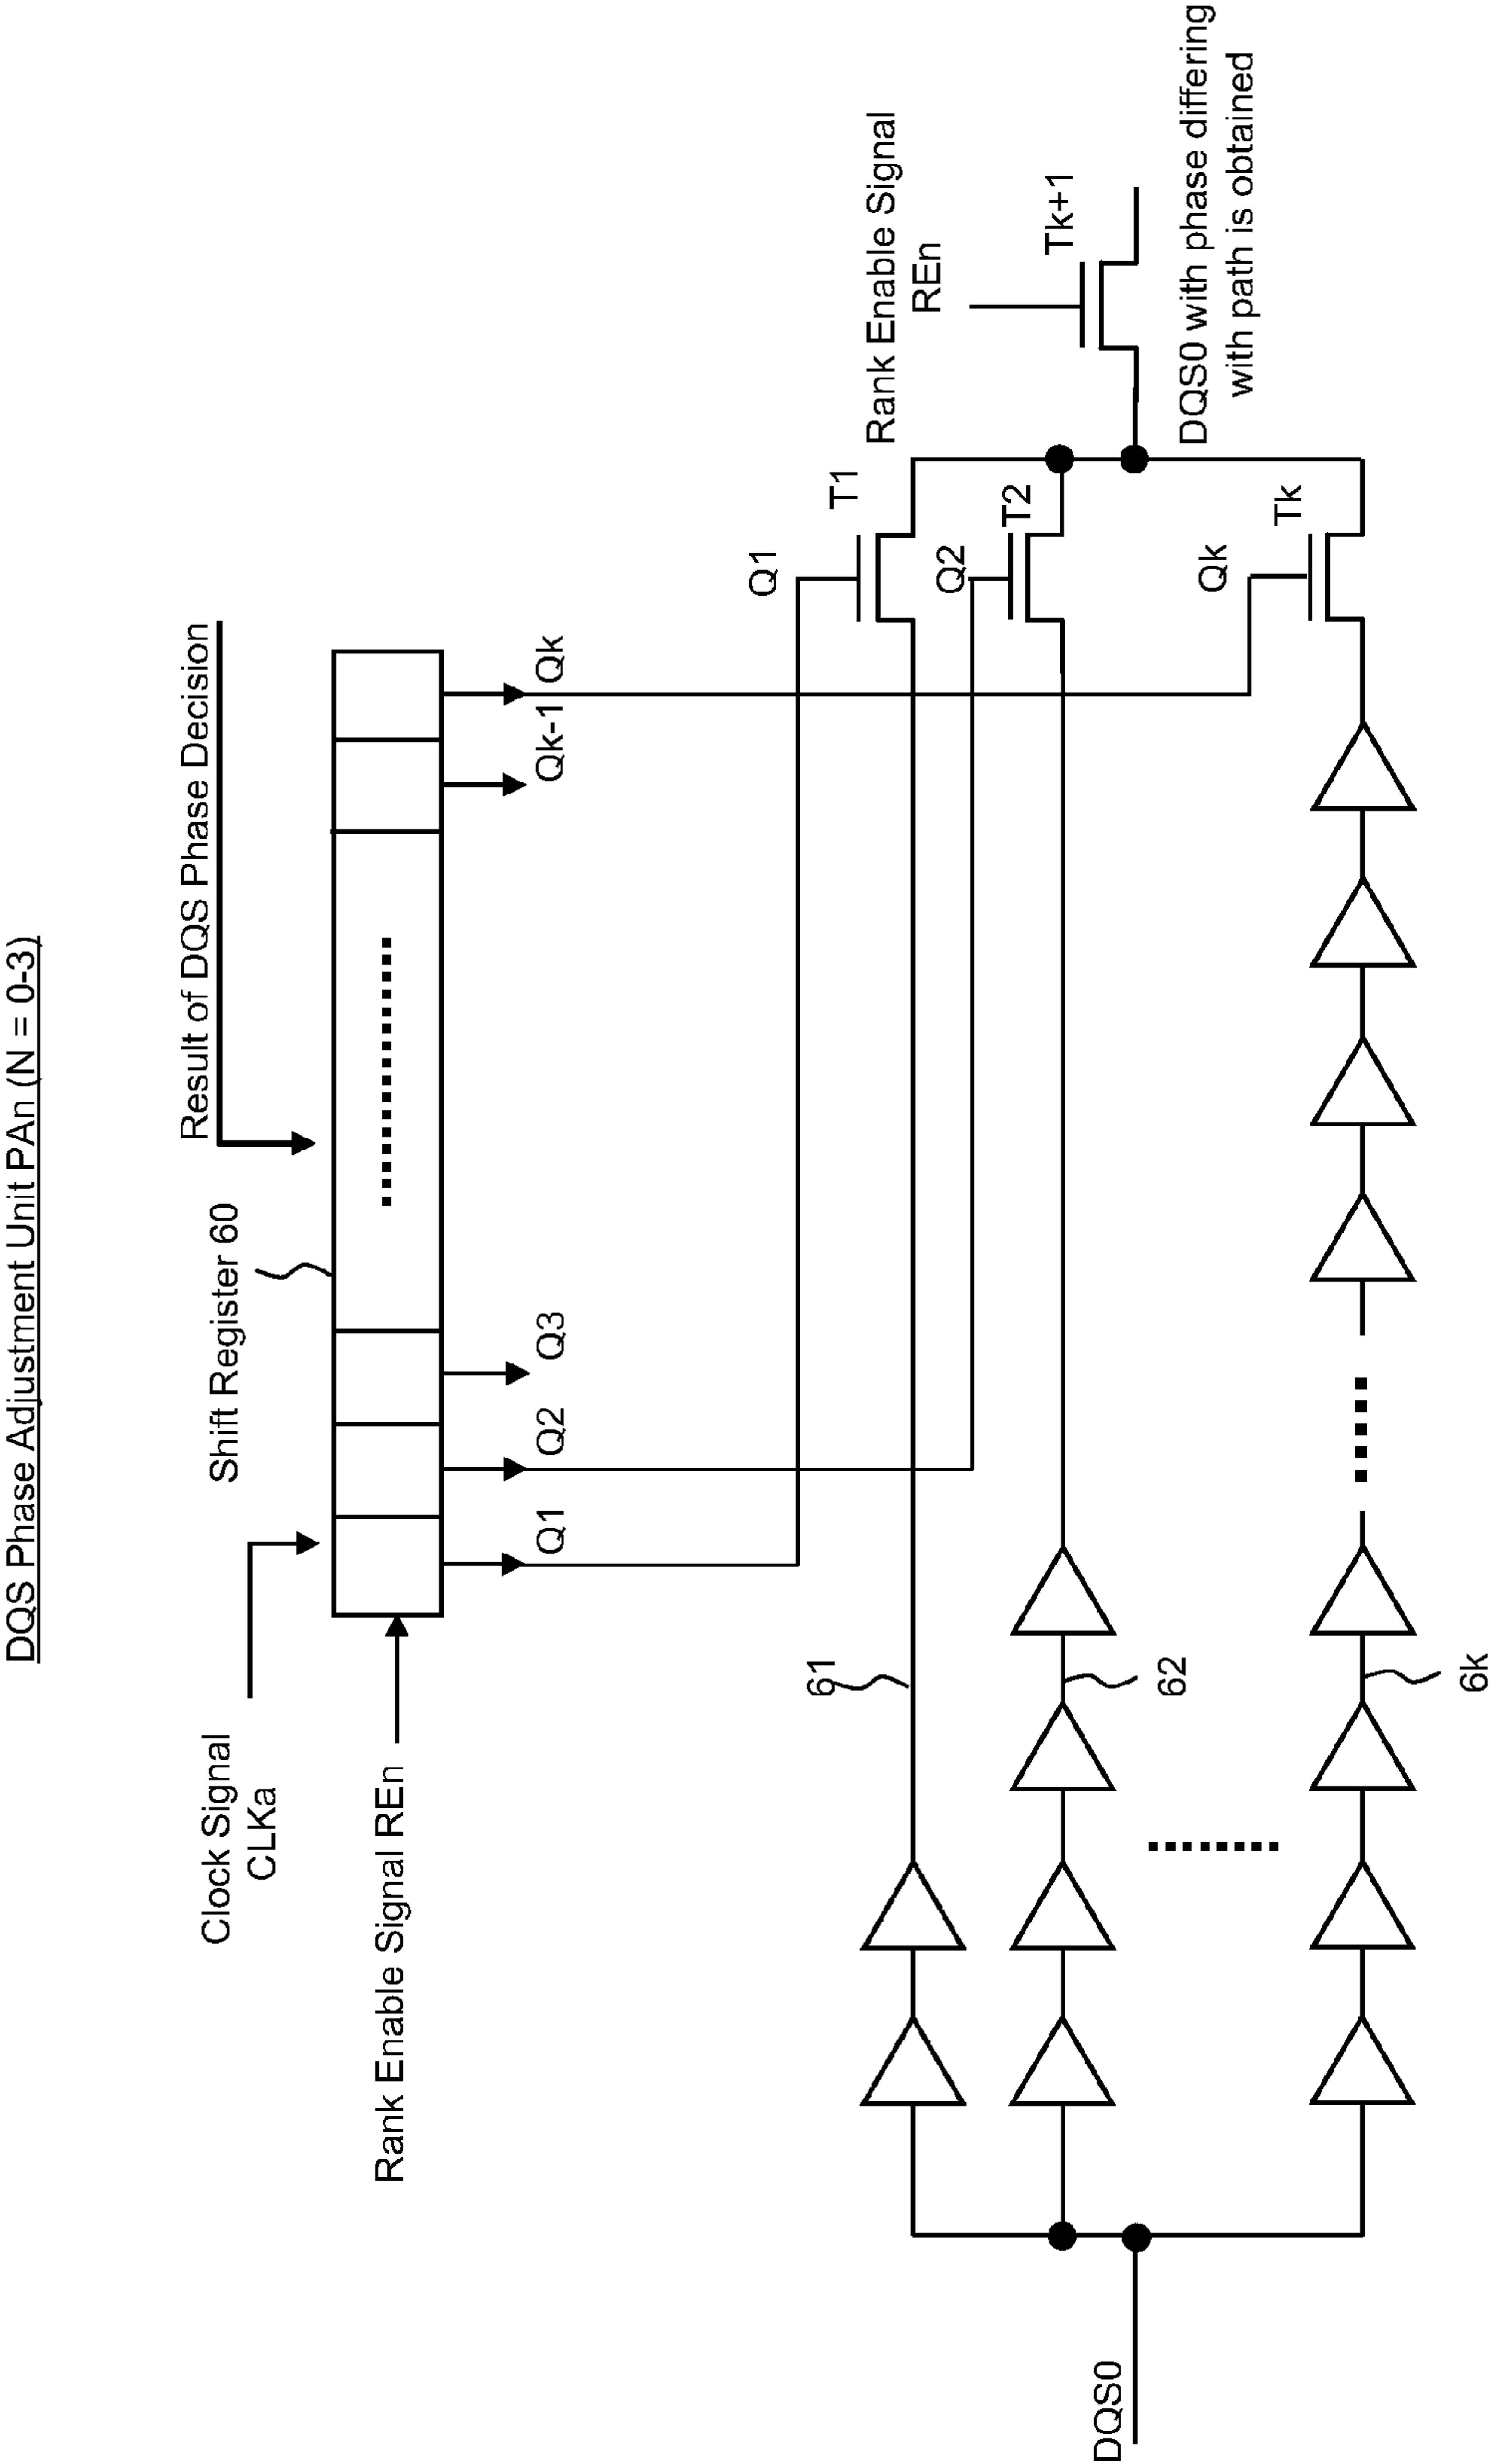 DQS Phase Adjustment Unit PAn (N = 0-3)
Clock Signal
CLKa
Shift Register 60
Result of DQS Phase Decision
Rank Enable Signal REn
Q1
Q2
Q3
Qk-1
Qk
Q1
T1
Rank Enable Signal
REn
61
Q2
T2
Tk+1
62
DQS0
DQS0 with phase differing
with path is obtained
Qk
Tk
6k